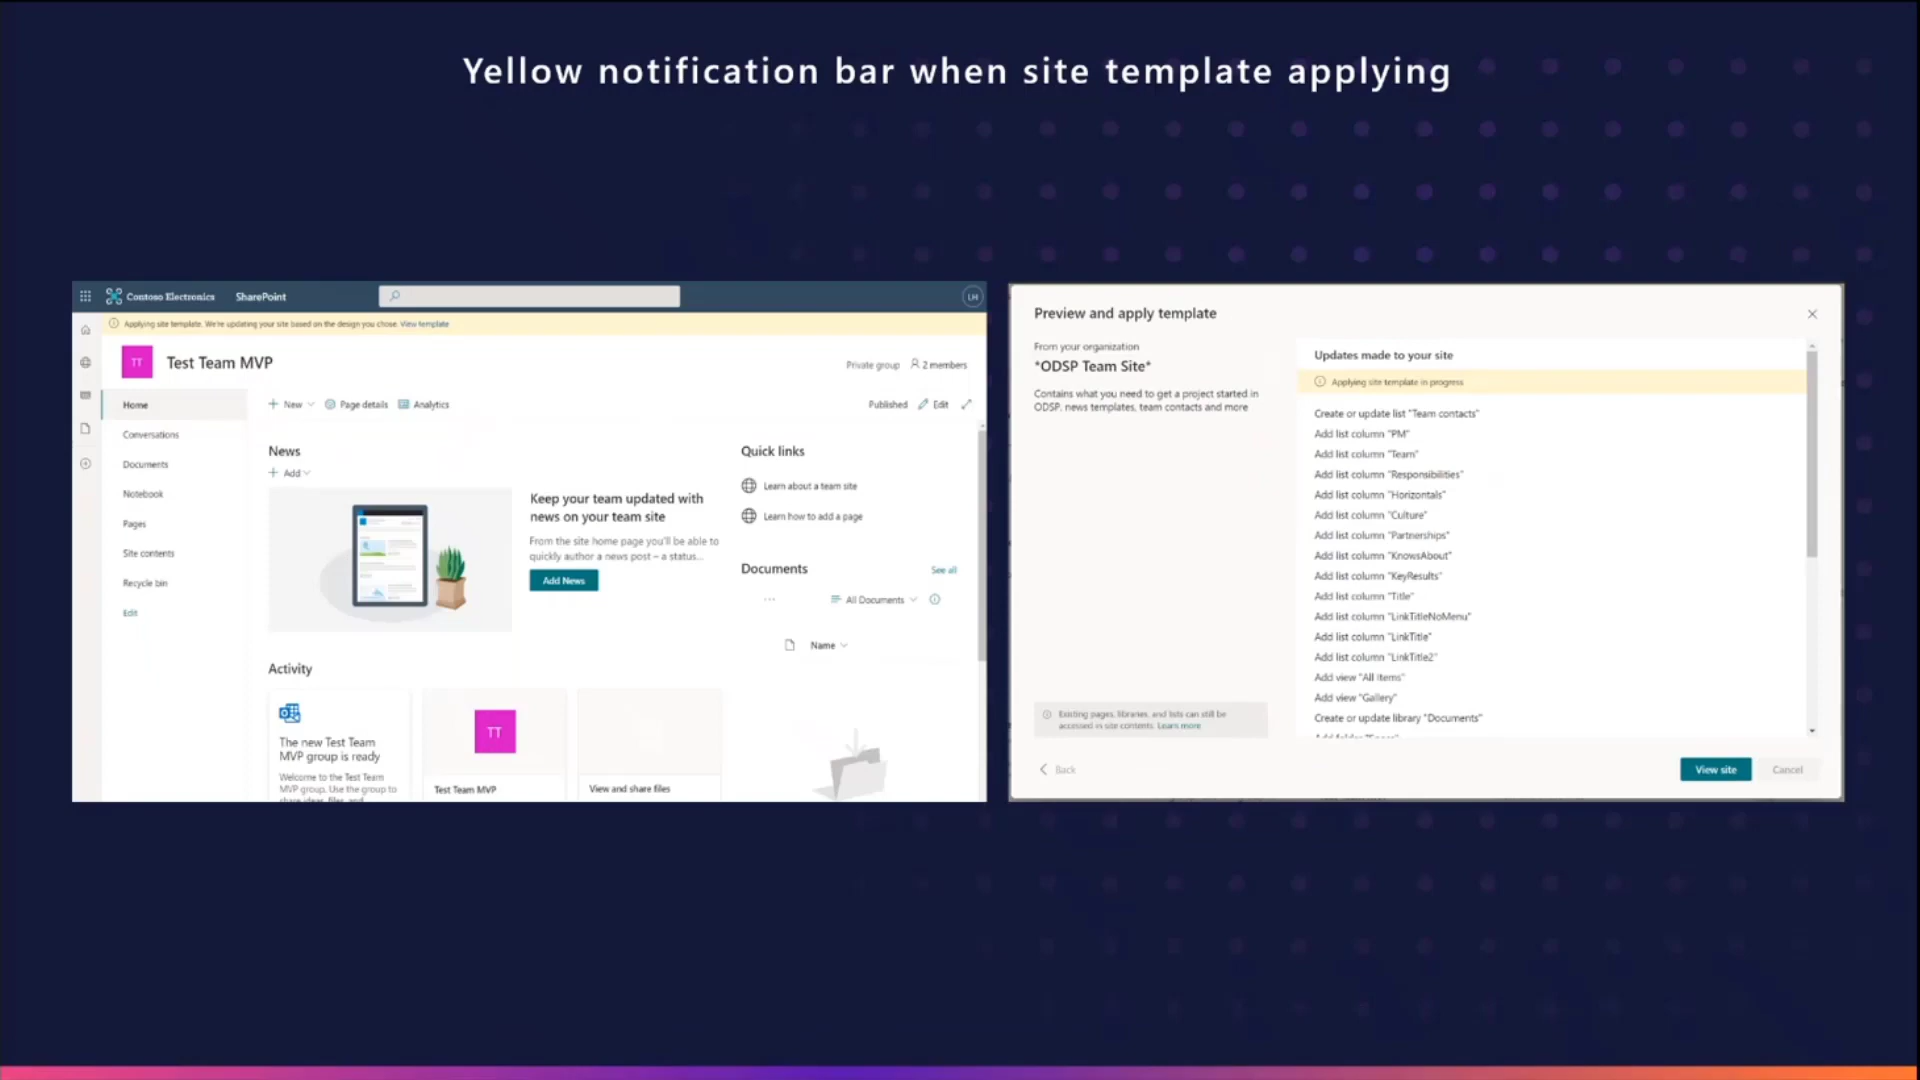 Yellow notification bar when site template applying
Contoso Electronics
SharePoint
LH
Applying site template. We're updating your site based on the design you chose. View template
TT
Test Team MVP
Private group
2 members
Home
Conversations
Documents
Notebook
Pages
Site contents
Recycle bin
Edit
+ New
Page details
Analytics
Published
Edit
News
+ Add
Keep your team updated with
news on your team site
From the site home page you'll be able to
quickly author a news post – a status...
Add News
Quick links
Learn about a team site
Learn how to add a page
Documents
See all
...
All Documents
Name
Activity
The new Test Team
MVP group is ready
Welcome to the Test Team
MVP group. Use the group to
share ideas, files, and
TT
Test Team MVP
View and share files
Preview and apply template
From your organization
*ODSP Team Site*
Contains what you need to get a project started in
ODSP, news templates, team contacts and more
Existing pages, libraries, and lists can still be
accessed in site contents. Learn more
Back
Updates made to your site
Applying site template in progress
Create or update list "Team contacts"
Add list column "PM"
Add list column "Team"
Add list column "Responsibilities"
Add list column "Horizontals"
Add list column "Culture"
Add list column "Partnerships"
Add list column "KnowsAbout"
Add list column "KeyResults"
Add list column "Title"
Add list column "LinkTitleNoMenu"
Add list column "LinkTitle"
Add list column "LinkTitle2"
Add view "All Items"
Add view "Gallery"
Create or update library "Documents"
Add folder
View site
Cancel